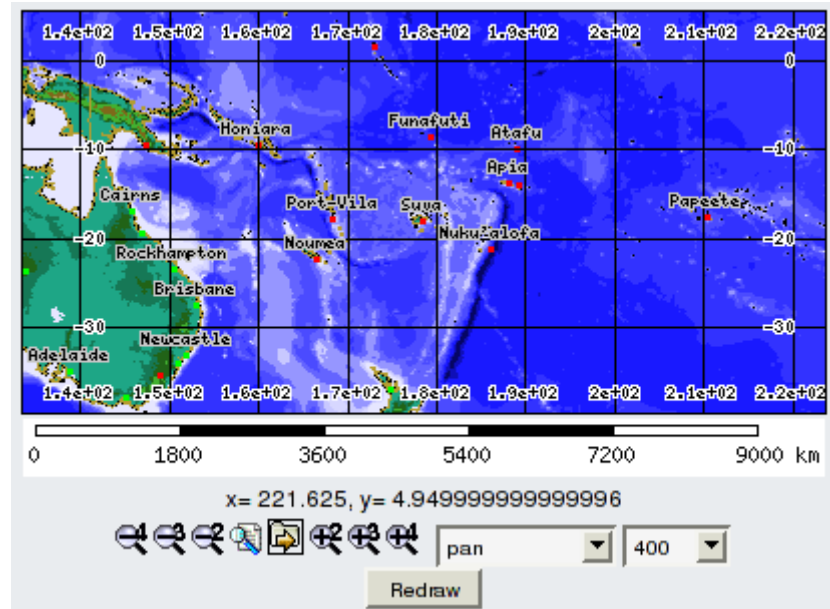 1.4e+02 1.5e+02 1.6e+02 1.7e+02 1.8e+02 1.9e+02 2e+02 2.1e+02 2.2e+02
0 0
Funafuti
Honiara Atafu
-10 -10
Apia
Cairns Port-Vila Suva Papeete
-20 Nuku`alofa -20
Rockhampton Noumea
Brisbane
-30 -30
Newcastle
Adelaide
1.4e+02 1.5e+02 1.6e+02 1.7e+02 1.8e+02 1.9e+02 2e+02 2.1e+02 2.2e+02
0 1800 3600 5400 7200 9000 km
x= 221.625, y= 4.949999999999996
4 3 2 2 3 4 pan 400
Redraw